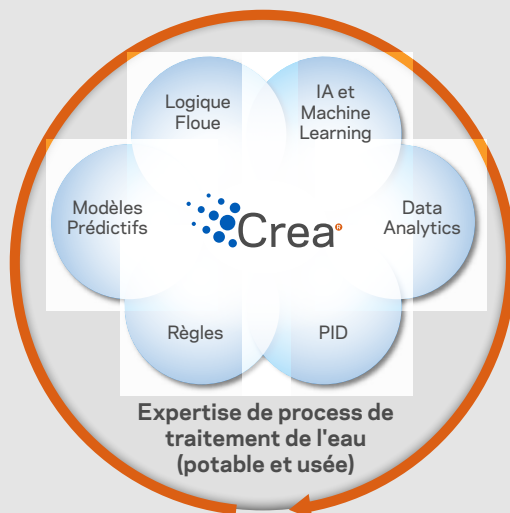 Logique
Floue
IA et
Machine
Learning
Modèles
Prédictifs
Crea®
Data
Analytics
Règles
PID
Expertise de process de
traitement de l'eau
(potable et usée)